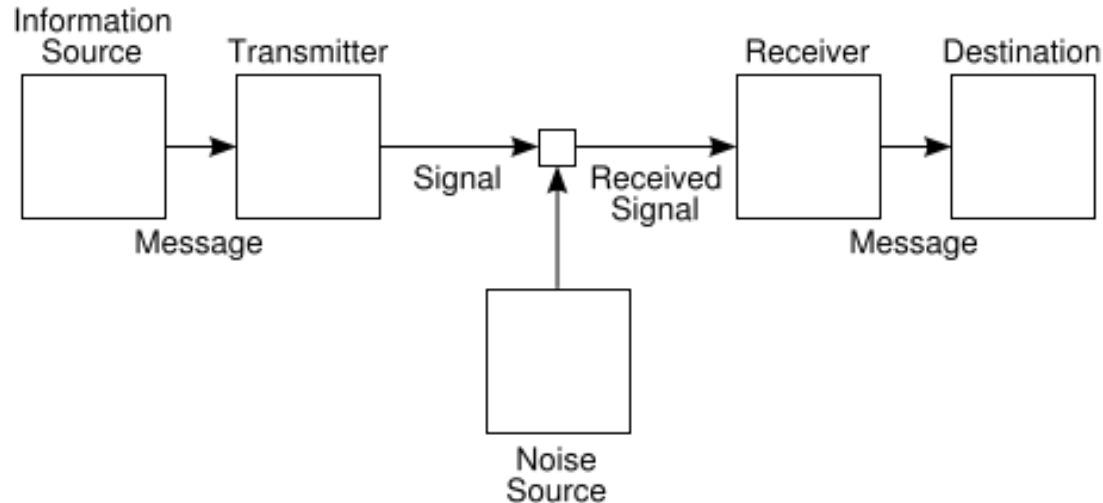 Information
Source
Transmitter
Receiver
Destination
Signal
Received
Signal
Message
Message
Noise
Source